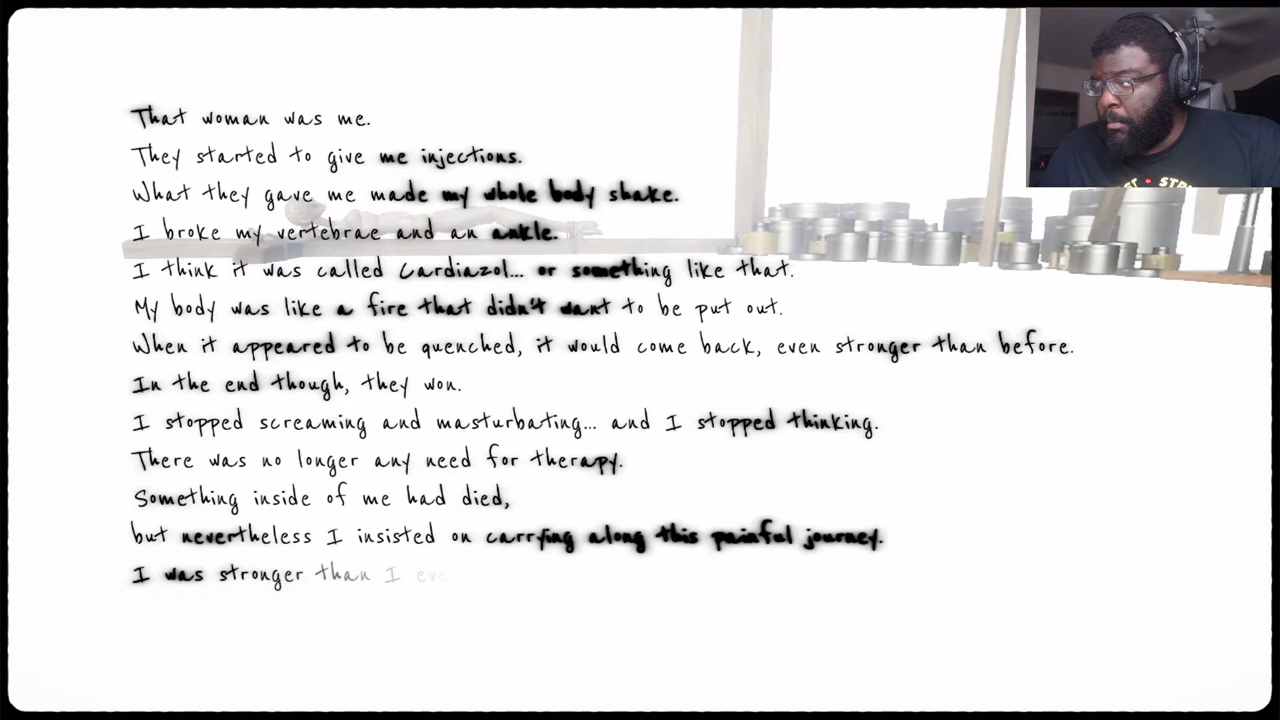 That woman was me.
They started to give me injections.
What they gave me made my whole body shake.
I broke my vertebrae and an ankle.
I think it was called Cardiazol... or something like that.
My body was like a fire that didn't want to be put out.
When it appeared to be quenched, it would come back, even stronger than before.
In the end though, they won.
I stopped screaming and masturbating... and I stopped thinking.
There was no longer any need for therapy.
Something inside of me had died,
but nevertheless I insisted on carrying along this painful journey.
I was stronger than I eve